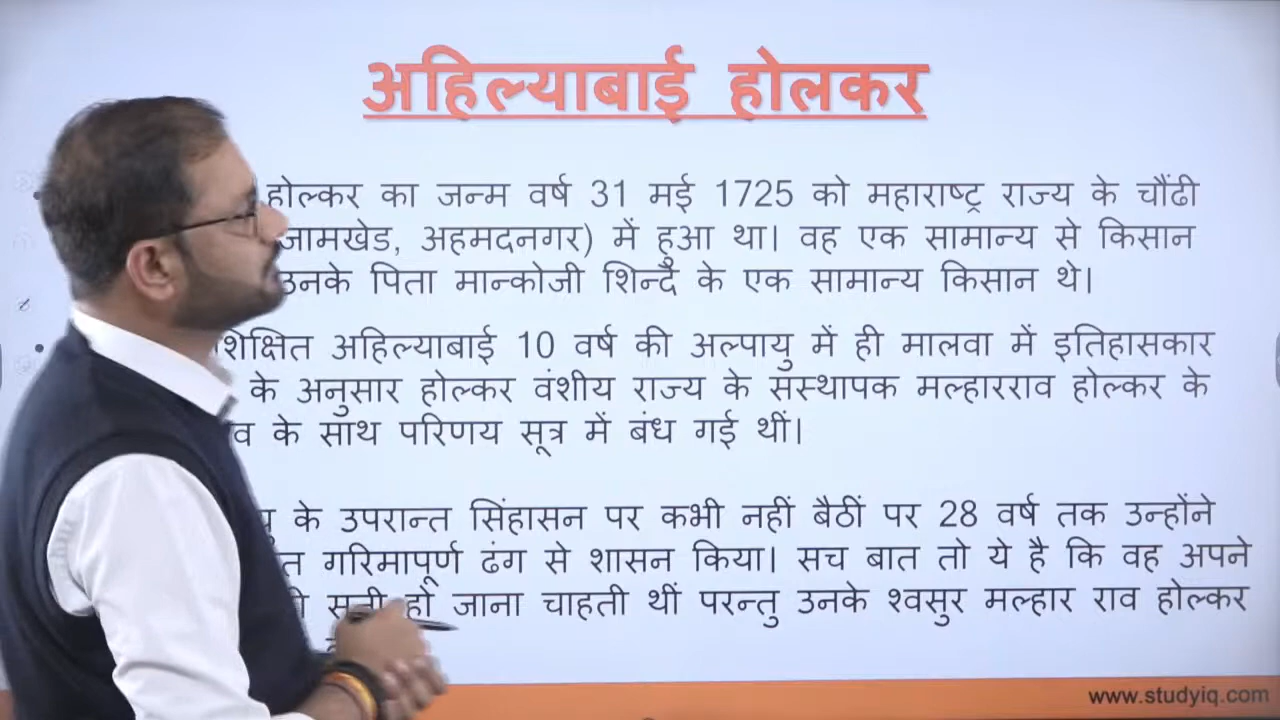 अहिल्याबाई होलकर
होल्कर का जन्म वर्ष 31 मई 1725 को महाराष्ट्र राज्य के चौंढी
जामखेड, अहमदनगर) में हुआ था। वह एक सामान्य से किसान
उनके पिता मान्कोजी शिन्दे के एक सामान्य किसान थे।
शिक्षित अहिल्याबाई 10 वर्ष की अल्पायु में ही मालवा में इतिहासकार
के अनुसार होल्कर वंशीय राज्य के संस्थापक मल्हारराव होल्कर के
व के साथ परिणय सूत्र में बंध गई थीं।
के उपरान्त सिंहासन पर कभी नहीं बैठीं पर 28 वर्ष तक उन्होंने
त गरिमापूर्ण ढंग से शासन किया। सच बात तो ये है कि वह अपने
सती हो जाना चाहती थीं परन्तु उनके श्वसुर मल्हार राव होल्कर
www.studyiq.com